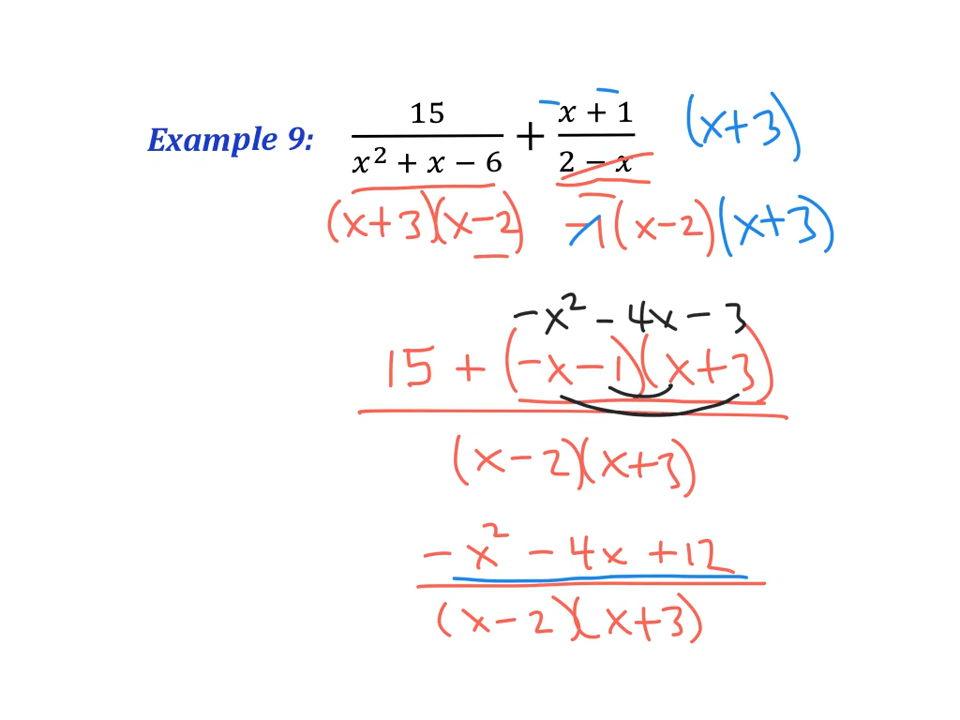 Example 9: 15/(x² + x − 6) + ⁻(x + 1)/(2 − x) (x+3)
(x+3)(x−2) −1(x−2)(x+3)
−x² − 4x − 3
15 + (−x−1)(x+3)
(x−2)(x+3)
−x² − 4x +12
(x−2)(x+3)